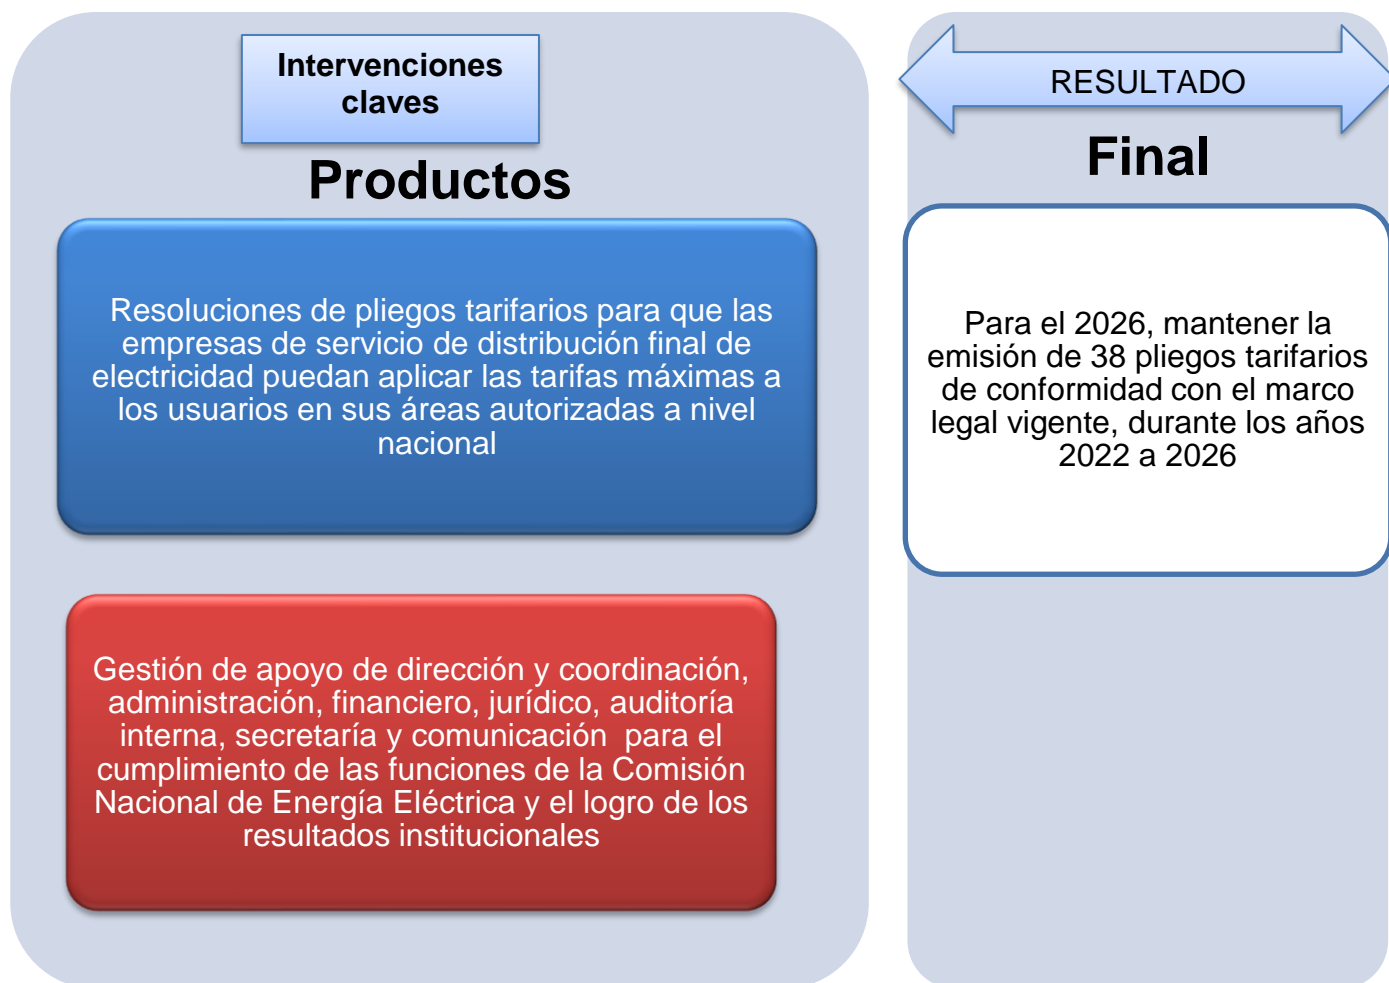 Intervenciones
claves
Productos
Resoluciones de pliegos tarifarios para que las
empresas de servicio de distribución final de
electricidad puedan aplicar las tarifas máximas a
los usuarios en sus áreas autorizadas a nivel
nacional
Gestión de apoyo de dirección y coordinación,
administración, financiero, jurídico, auditoría
interna, secretaría y comunicación  para el
cumplimiento de las funciones de la Comisión
Nacional de Energía Eléctrica y el logro de los
resultados institucionales
RESULTADO
Final
Para el 2026, mantener la
emisión de 38 pliegos tarifarios
de conformidad con el marco
legal vigente, durante los años
2022 a 2026